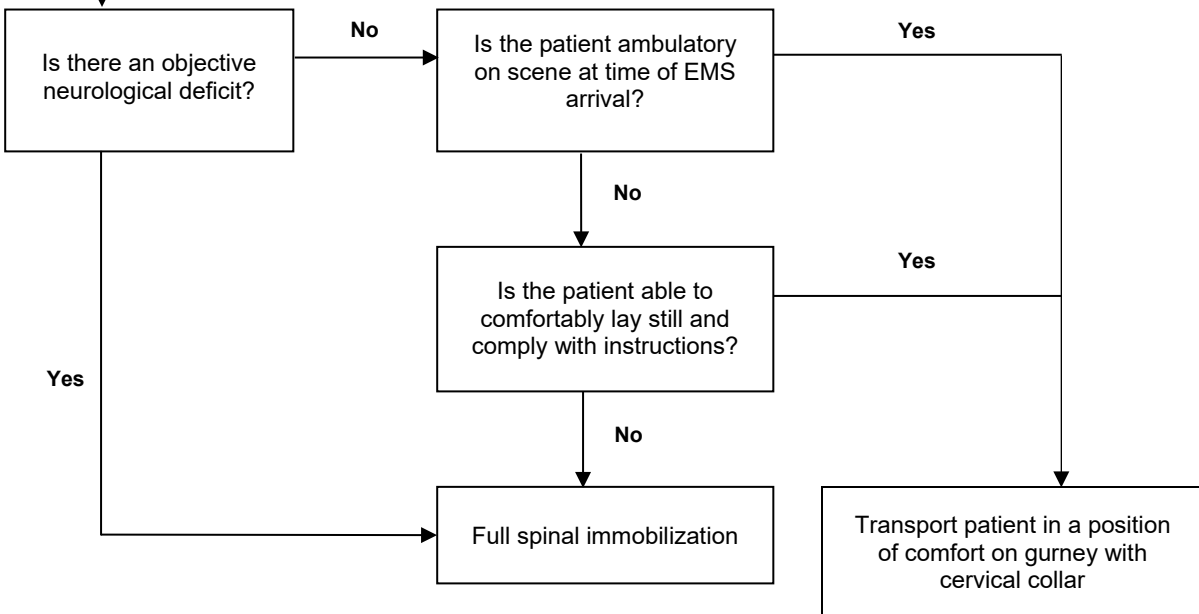 Is there an objective
neurological deficit?
No
Is the patient ambulatory
on scene at time of EMS
arrival?
Yes
No
Is the patient able to
comfortably lay still and
comply with instructions?
Yes
Yes
No
Full spinal immobilization
Transport patient in a position
of comfort on gurney with
cervical collar